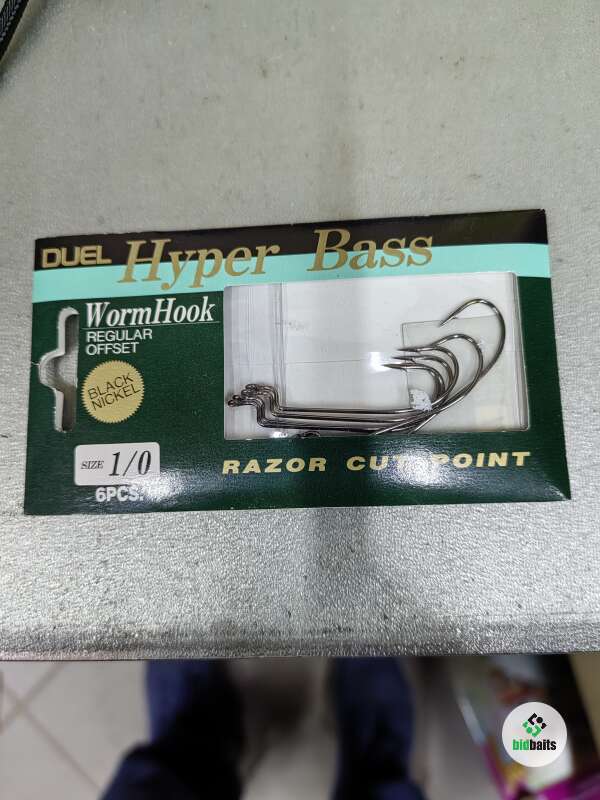 DUEL Hyper Bass
WormHook
REGULAR
OFFSET
BLACK
NICKEL
SIZE 1/0
6PCS.
RAZOR CUT POINT
bidbaits